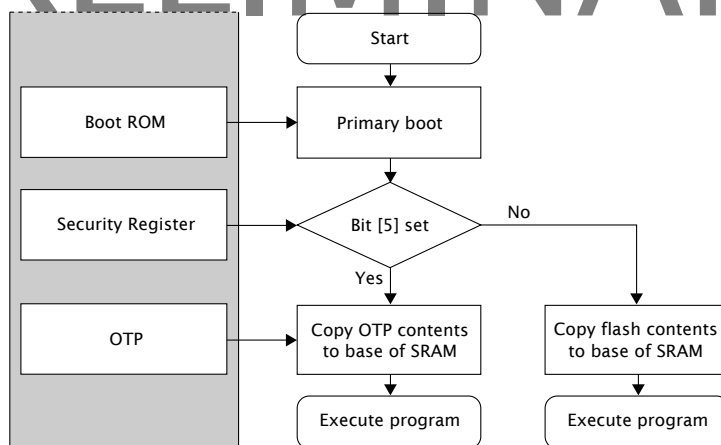 Start
Boot ROM
Primary boot
Security Register
Bit [5] set
No
Yes
OTP
Copy OTP contents
to base of SRAM
Copy flash contents
to base of SRAM
Execute program
Execute program